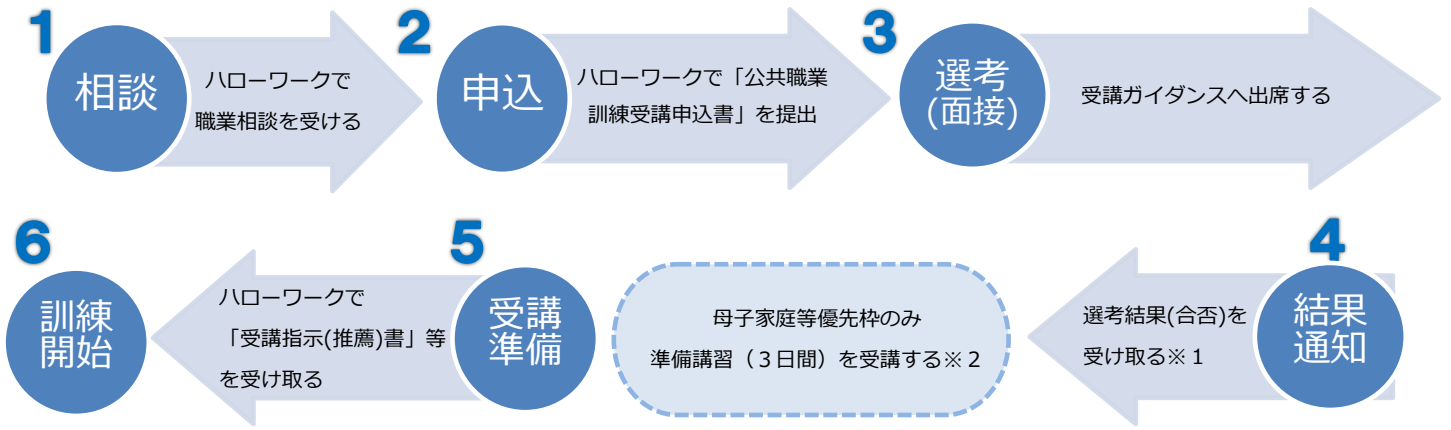 1
相談
ハローワークで
職業相談を受ける
2
申込
ハローワークで「公共職業
訓練受講申込書」を提出
3
選考
(面接)
受講ガイダンスへ出席する
4
結果
通知
選考結果(合否)を
受け取る※１
母子家庭等優先枠のみ
準備講習（３日間）を受講する※２
5
受講
準備
ハローワークで
「受講指示(推薦)書」等
を受け取る
6
訓練
開始